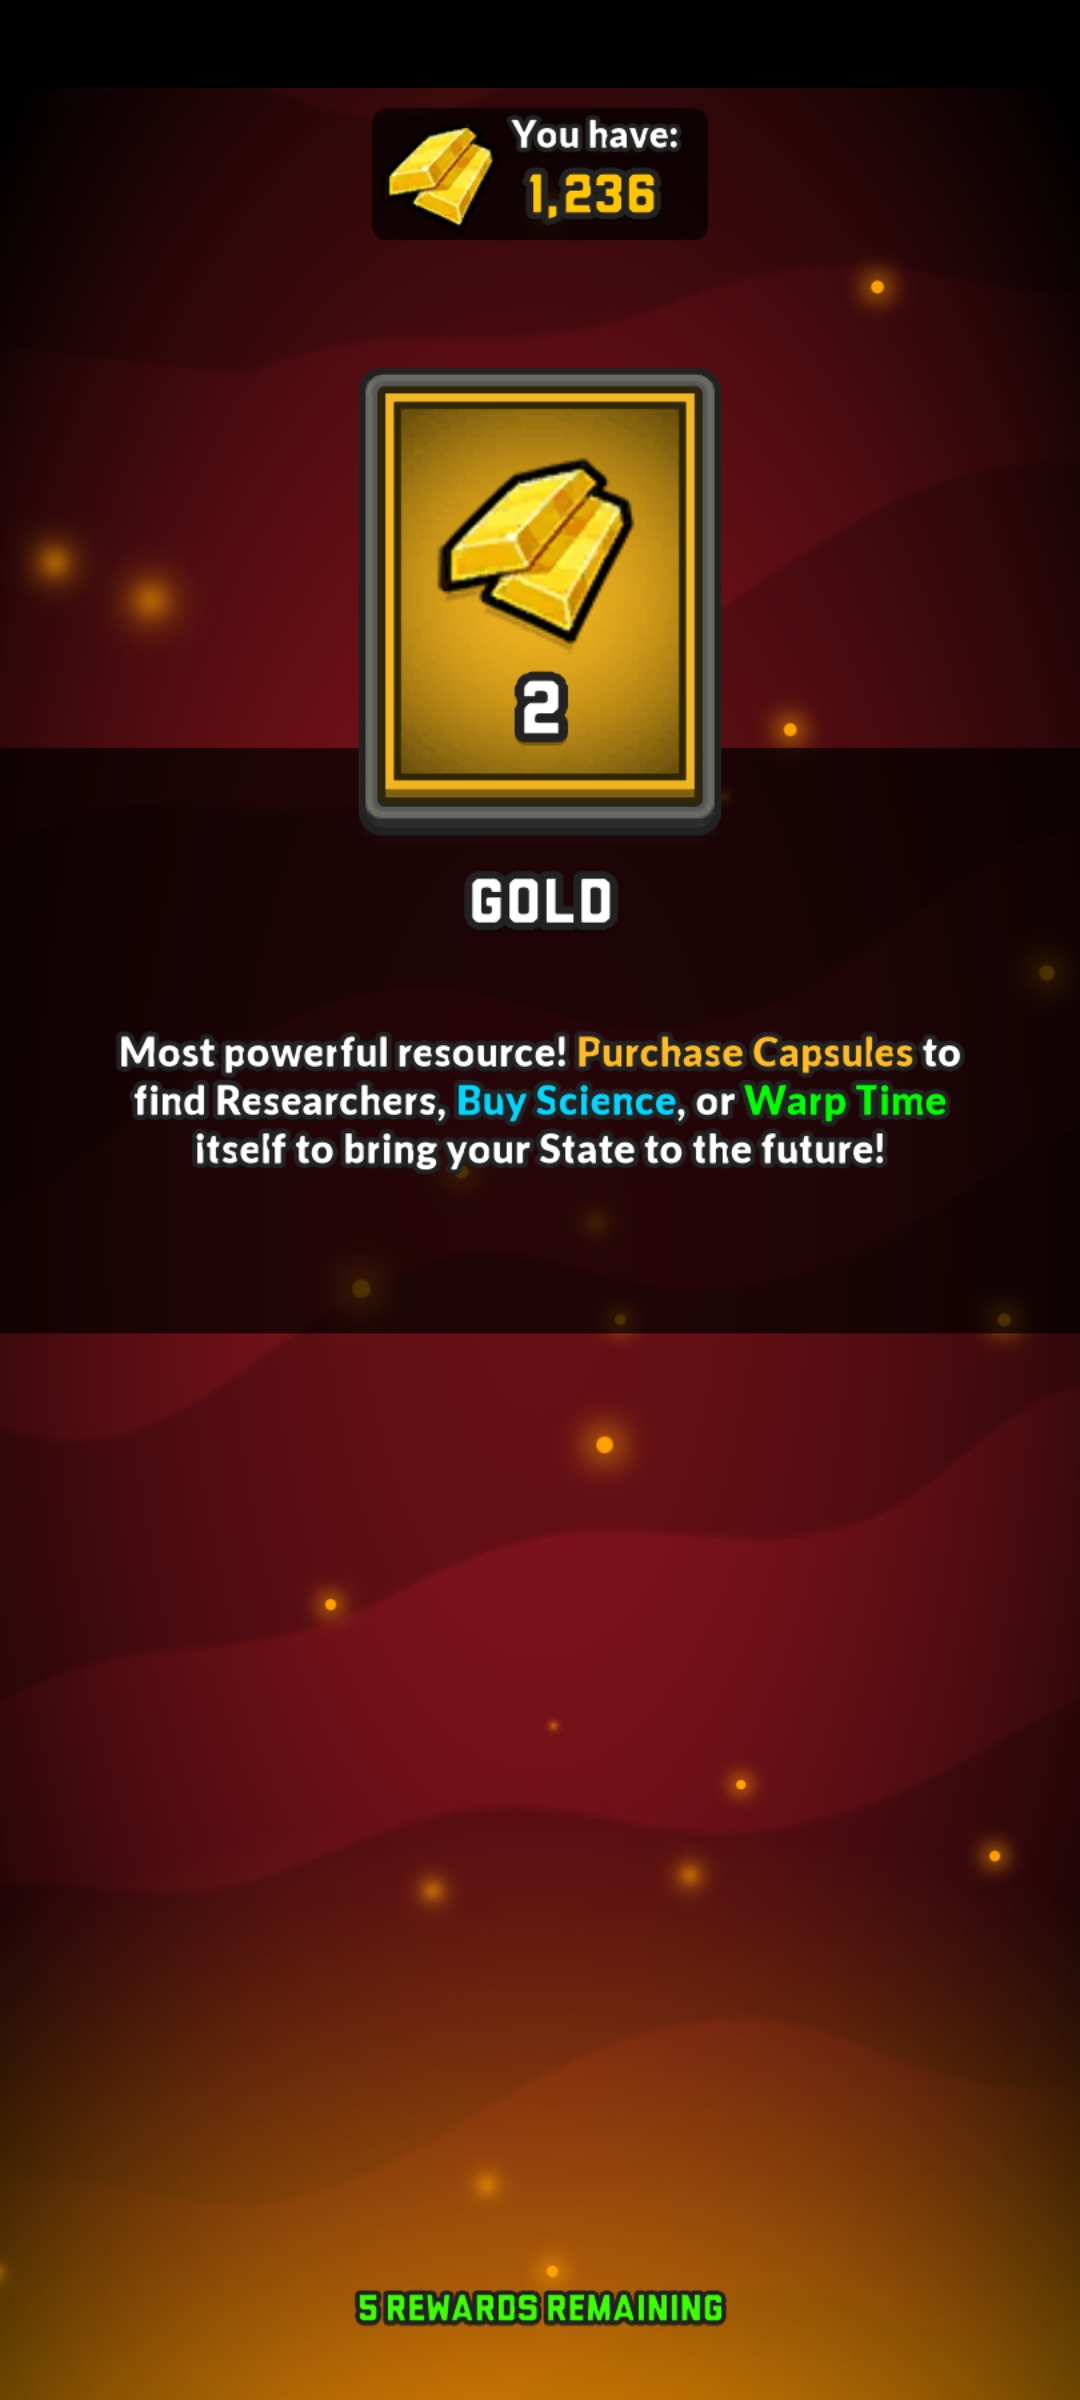 You have:
1,236
2
GOLD
Most powerful resource! Purchase Capsules to
find Researchers, Buy Science, or Warp Time
itself to bring your State to the future!
5 REWARDS REMAINING